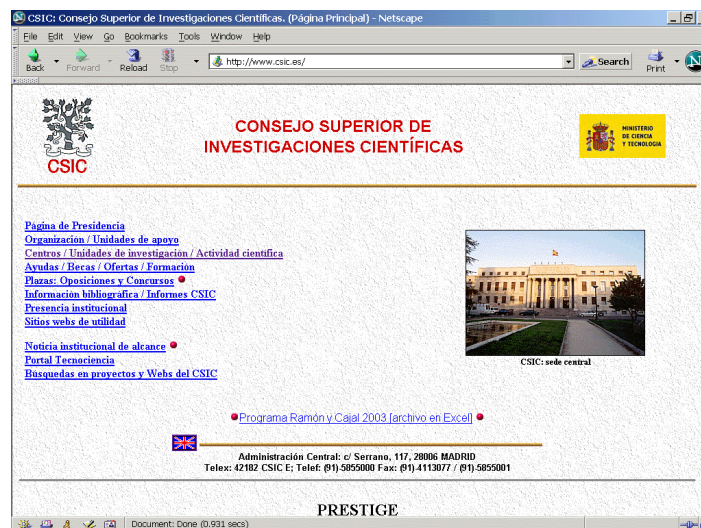 CSIC: Consejo Superior de Investigaciones Científicas. (Página Principal) - Netscape
File Edit View Go Bookmarks Tools Window Help
Back Forward Reload Stop http://www.csic.es/ Search Print
CSIC
CONSEJO SUPERIOR DE
INVESTIGACIONES CIENTÍFICAS
MINISTERIO
DE CIENCIA
Y TECNOLOGIA
Página de Presidencia
Organización / Unidades de apoyo
Centros / Unidades de investigación / Actividad científica
Ayudas / Becas / Ofertas / Formación
Plazas: Oposiciones y Concursos
Información bibliográfica / Informes CSIC
Presencia institucional
Sitios webs de utilidad
Noticia institucional de alcance
Portal Tecnociencia
Búsquedas en proyectos y Webs del CSIC
CSIC: sede central
Programa Ramón y Cajal 2003 [archivo en Excel]
Administración Central: c/ Serrano, 117, 28006 MADRID
Telex: 42182 CSIC E; Telef: (91)-5855000 Fax: (91)-4113077 / (91)-5855001
PRESTIGE
Document: Done (0.931 secs)